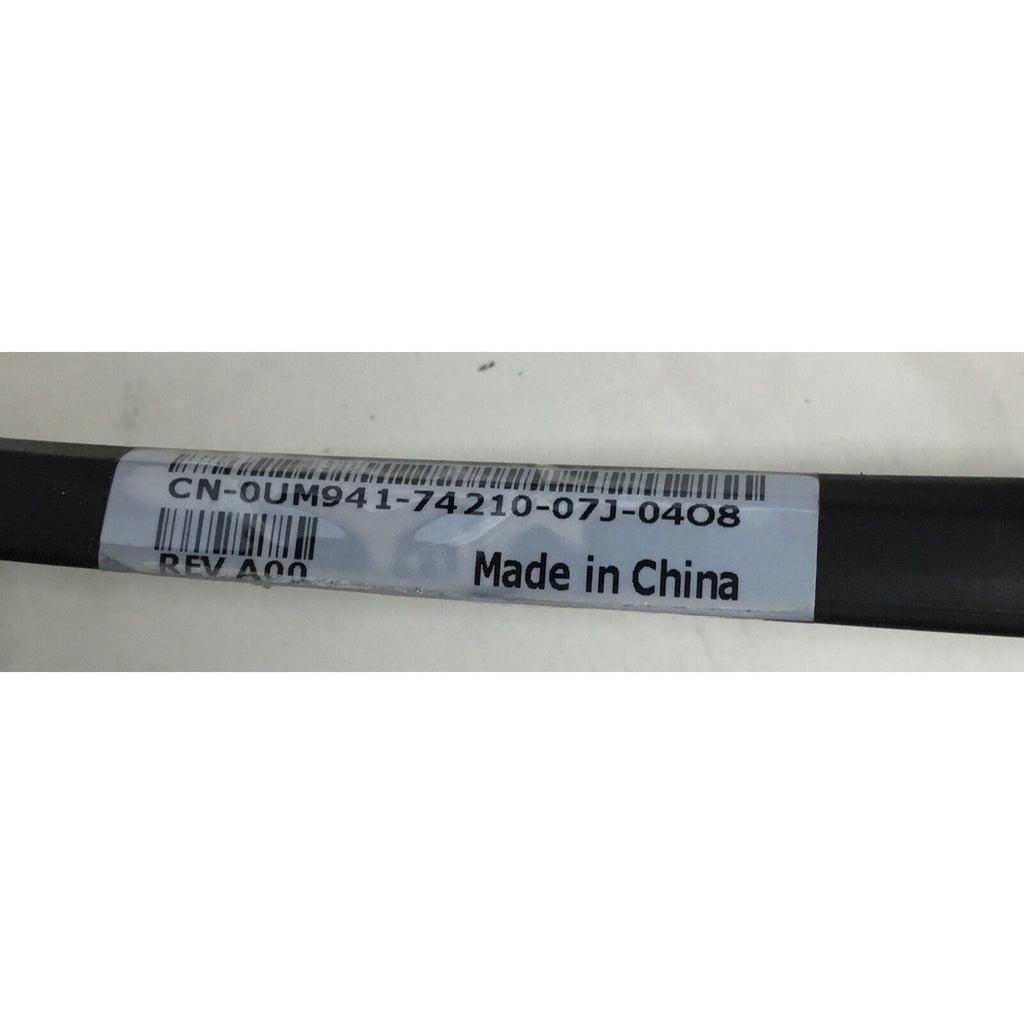 CN-0UM941-74210-07J-04O8
REV A00
Made in China